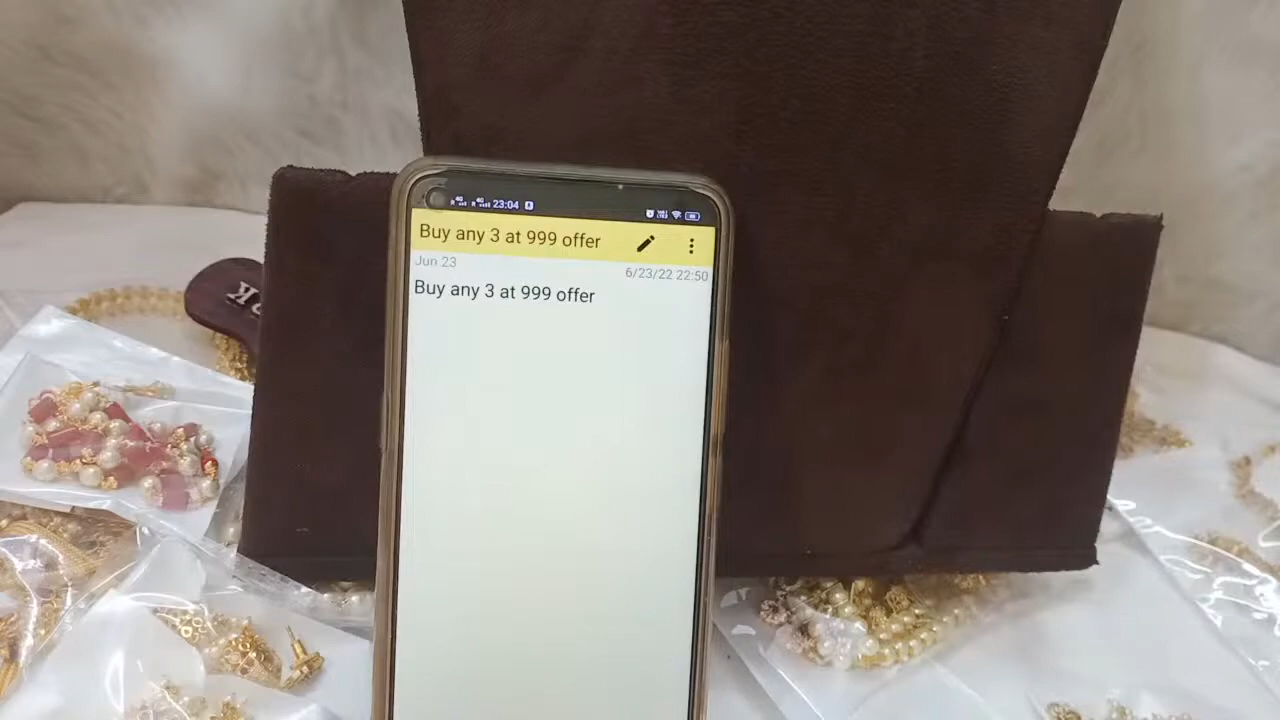 23:04
Buy any 3 at 999 offer
Jun 23
6/23/22 22:50
Buy any 3 at 999 offer